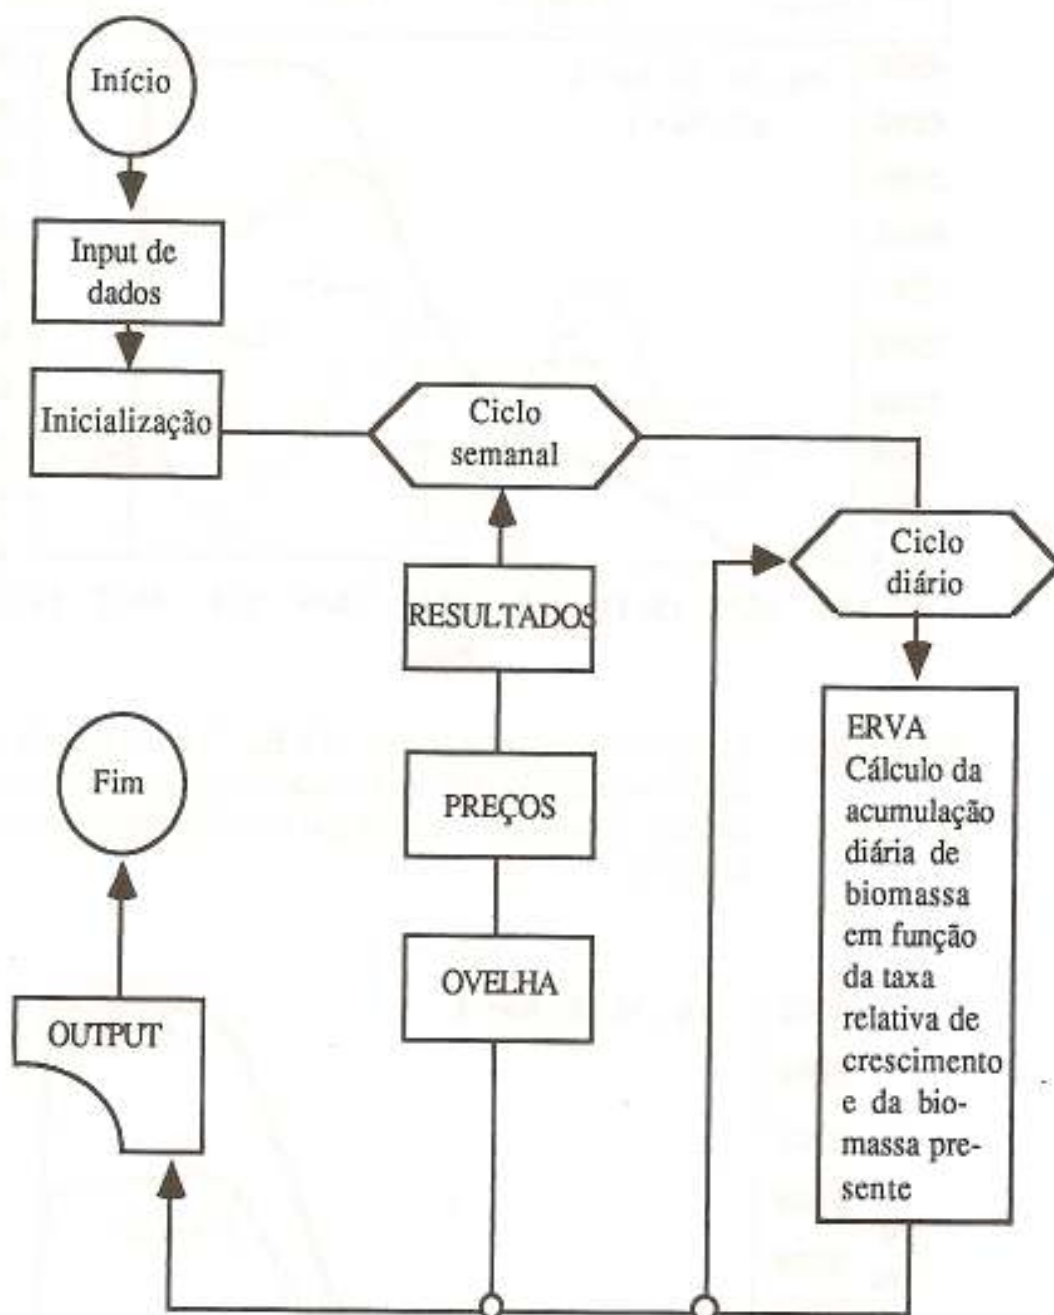 Início
Input de
dados
Inicialização
Ciclo
semanal
Ciclo
diário
RESULTADOS
PREÇOS
OVELHA
ERVA
Cálculo da
acumulação
diária de
biomassa
em função
da taxa
relativa de
crescimento
e da bio-
massa pre-
sente
Fim
OUTPUT